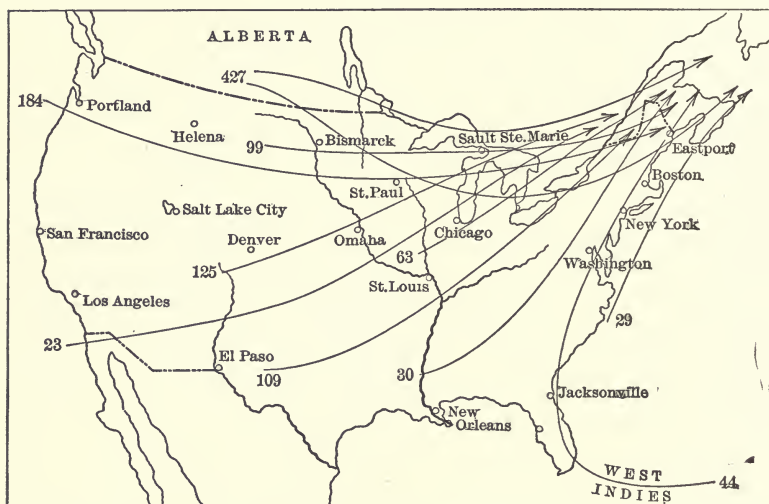 ALBERTA
427
184
Portland
Helena
99
Bismarck
Sault Ste. Marie
Eastport
St. Paul
Boston
Salt Lake City
New York
San Francisco
Denver
Omaha
Chicago
63
Washington
125
St. Louis
Los Angeles
29
23
El Paso
109
30
Jacksonville
New
Orleans
WEST
INDIES
44